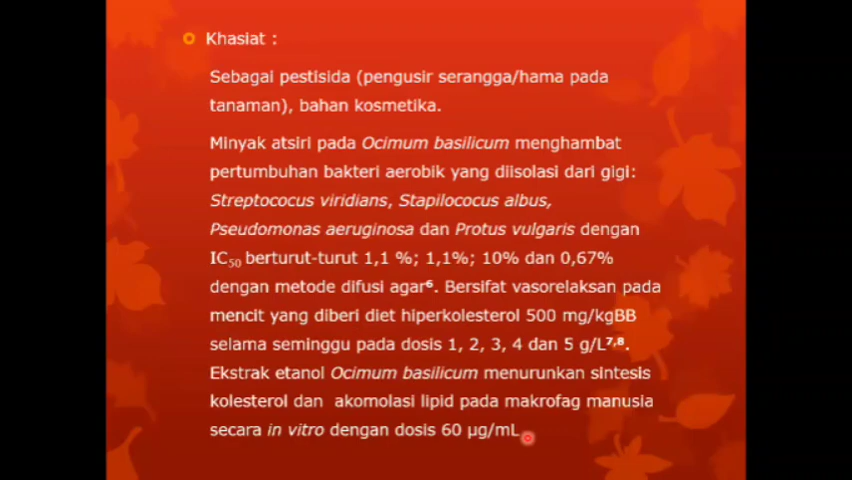 Khasiat :
Sebagai pestisida (pengusir serangga/hama pada
tanaman), bahan kosmetika.
Minyak atsiri pada Ocimum basilicum menghambat
pertumbuhan bakteri aerobik yang diisolasi dari gigi:
Streptococus viridians, Stapilococus albus,
Pseudomonas aeruginosa dan Protus vulgaris dengan
IC₅₀ berturut-turut 1,1 %; 1,1%; 10% dan 0,67%
dengan metode difusi agar⁶. Bersifat vasorelaksan pada
mencit yang diberi diet hiperkolesterol 500 mg/kgBB
selama seminggu pada dosis 1, 2, 3, 4 dan 5 g/L⁷,⁸.
Ekstrak etanol Ocimum basilicum menurunkan sintesis
kolesterol dan akomolasi lipid pada makrofag manusia
secara in vitro dengan dosis 60 µg/mL